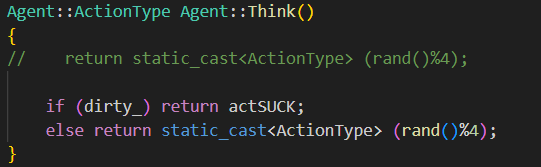 Agent::ActionType Agent::Think()
{
//    return static_cast<ActionType> (rand()%4);
    if (dirty_) return actSUCK;
    else return static_cast<ActionType> (rand()%4);
}